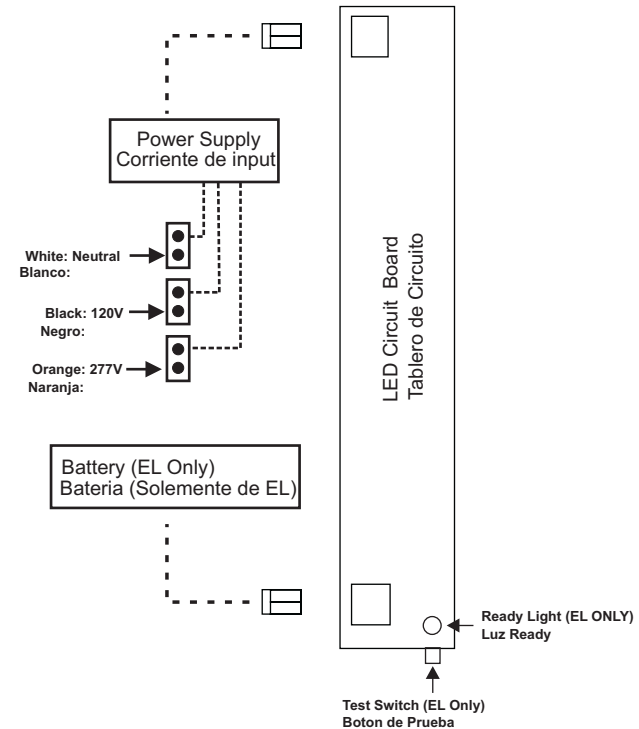 Power Supply
Corriente de input
White: Neutral
Blanco:
Black: 120V
Negro:
Orange: 277V
Naranja:
LED Circuit Board
Tablero de Circuito
Battery (EL Only)
Bateria (Solemente de EL)
Ready Light (EL ONLY)
Luz Ready
Test Switch (EL Only)
Boton de Prueba